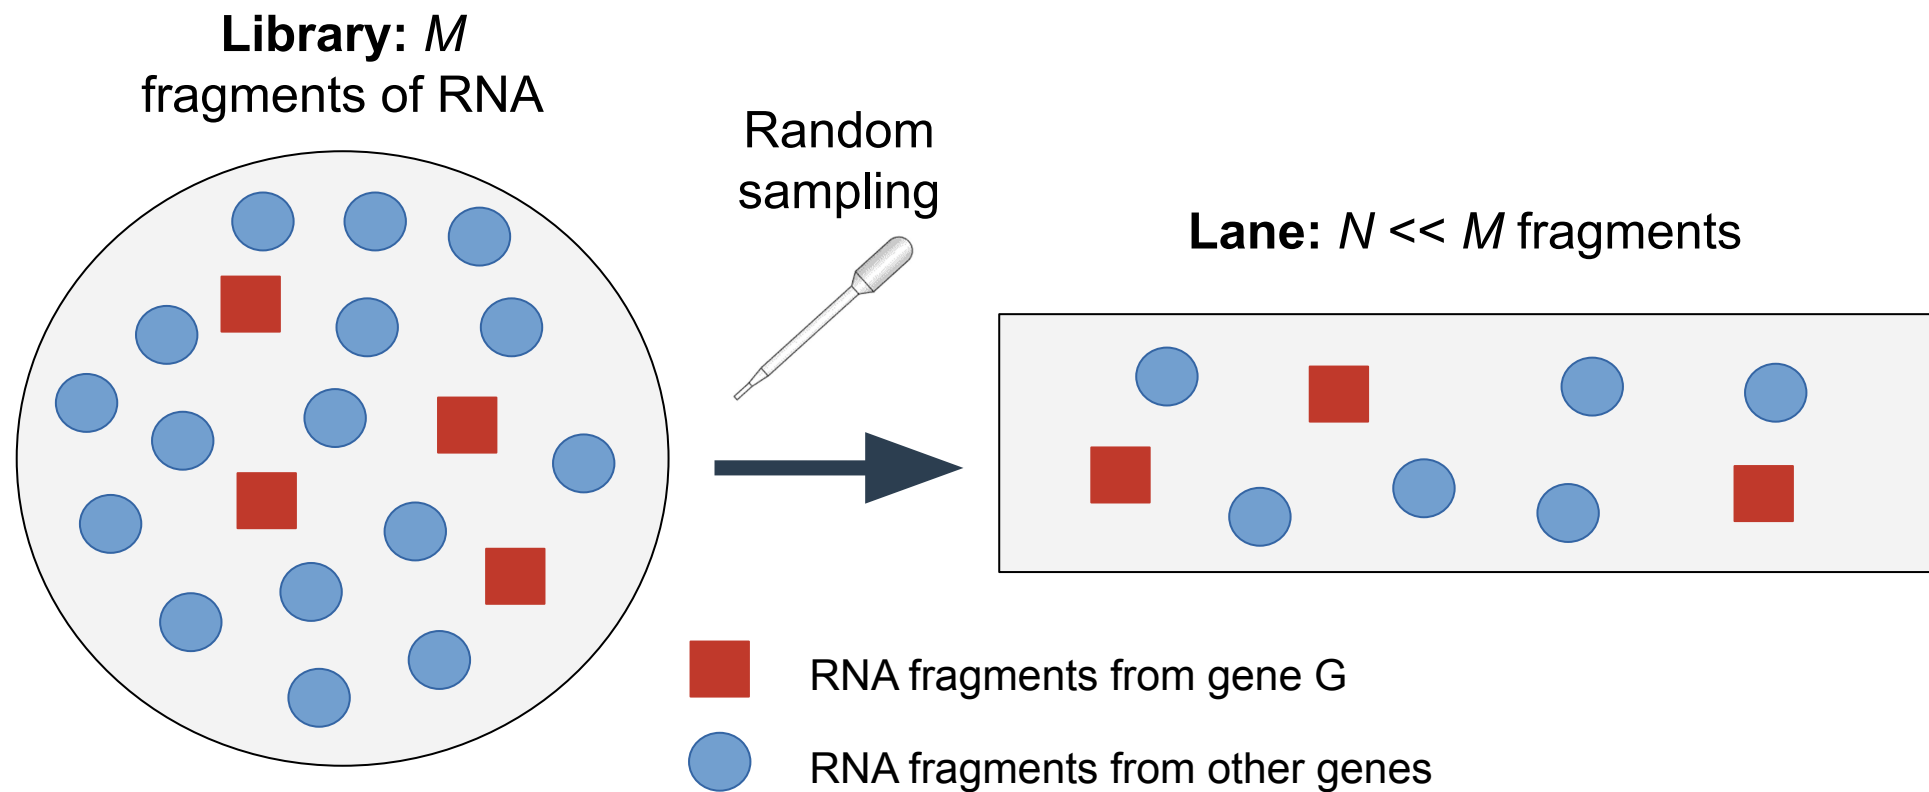 Library: M
fragments of RNA
Random
sampling
Lane: N << M fragments
RNA fragments from gene G
RNA fragments from other genes